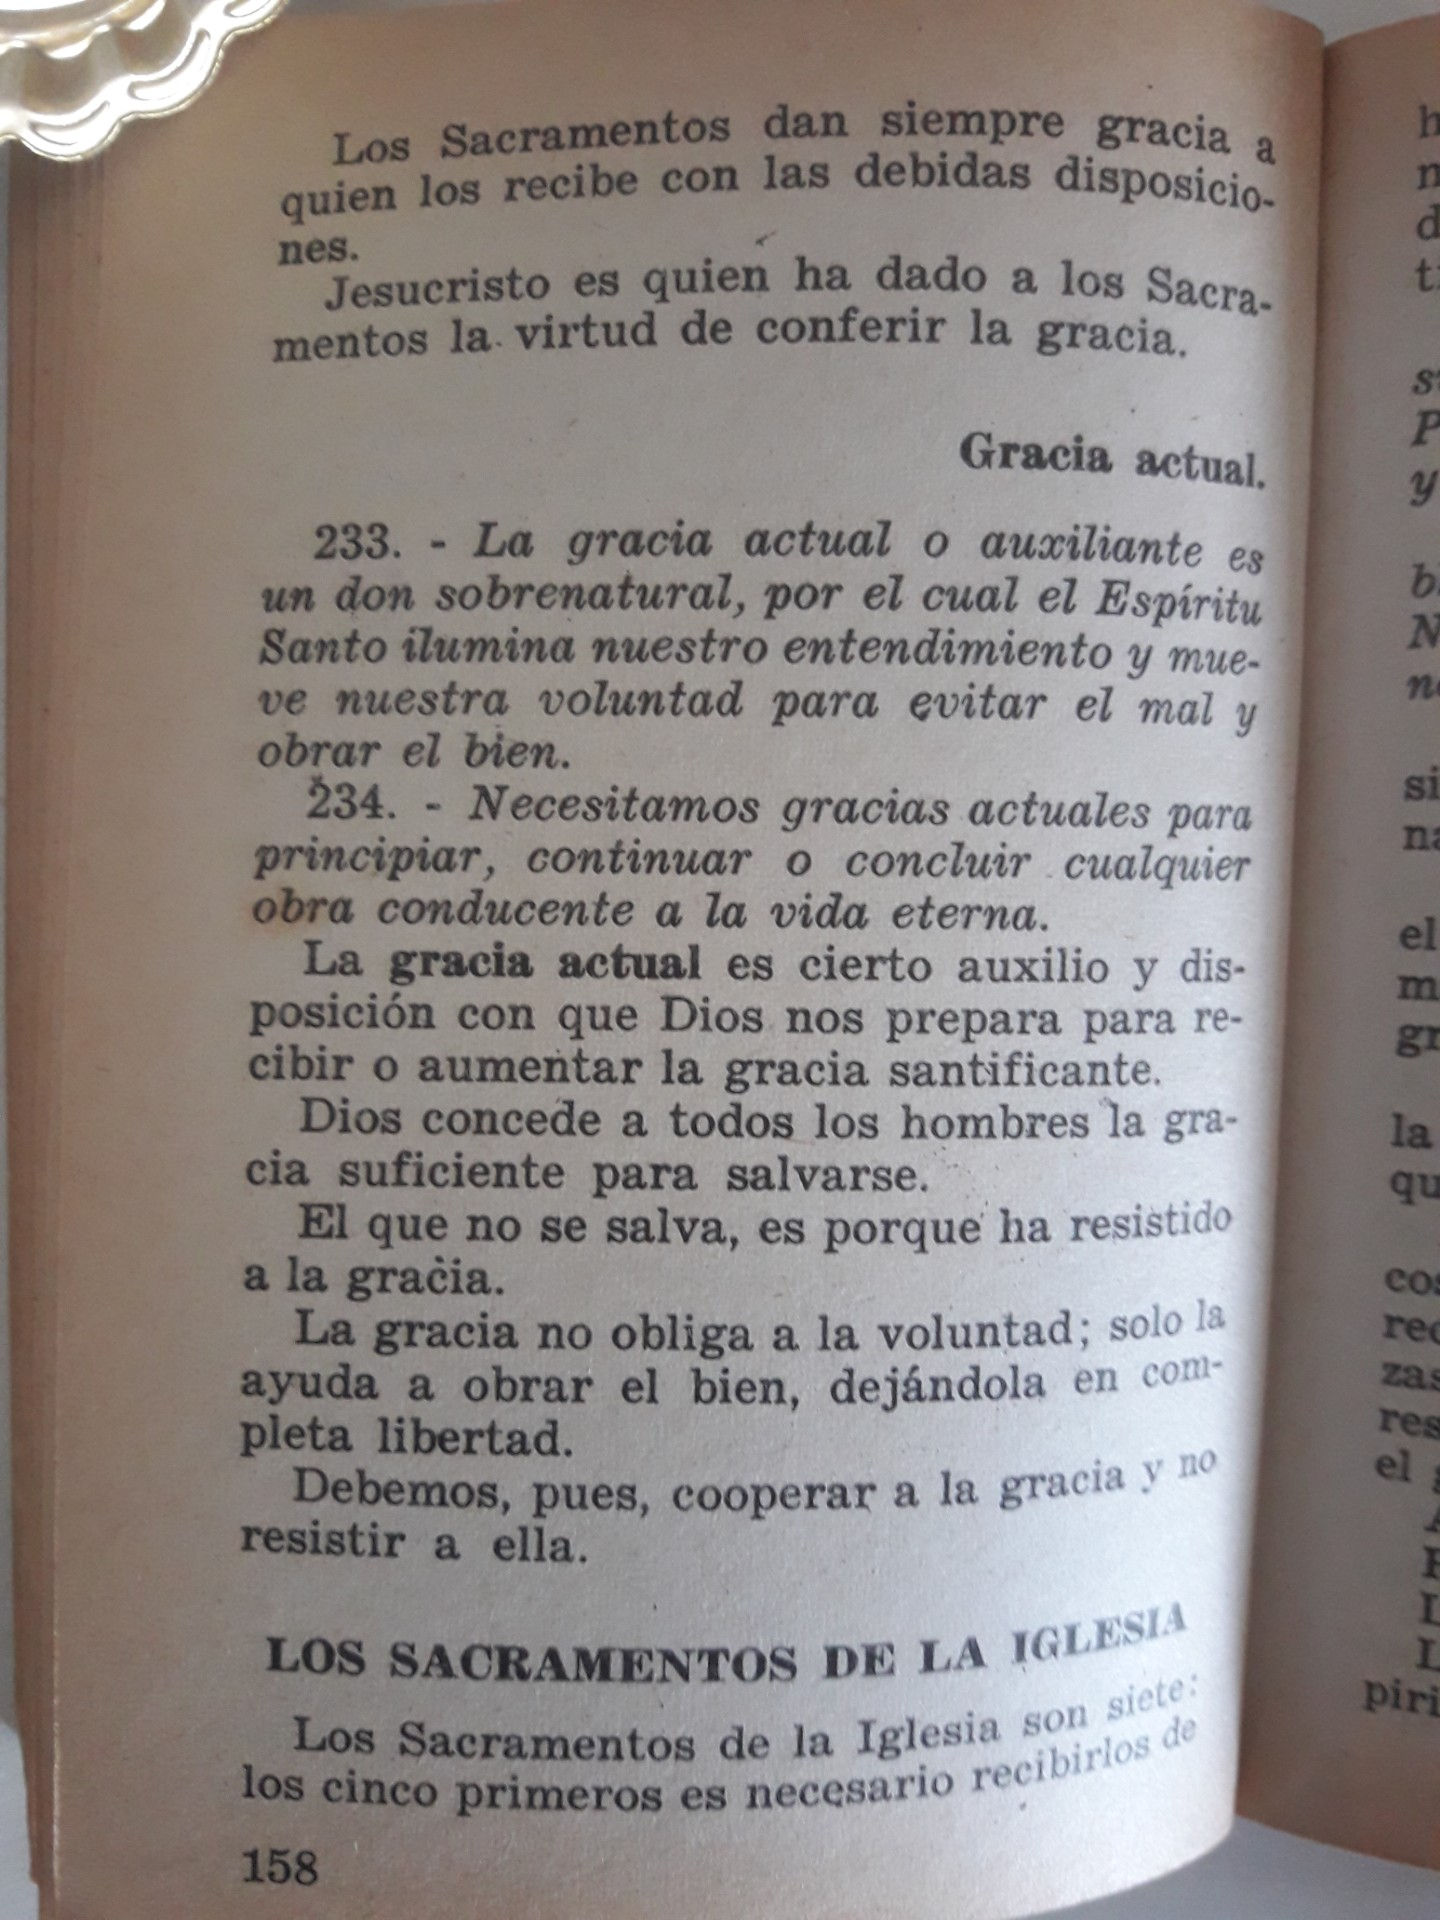 Los Sacramentos dan siempre gracia a
quien los recibe con las debidas disposicio-
nes.
Jesucristo es quien ha dado a los Sacra-
mentos la virtud de conferir la gracia.
Gracia actual.
233. - La gracia actual o auxiliante es
un don sobrenatural, por el cual el Espíritu
Santo ilumina nuestro entendimiento y mue-
ve nuestra voluntad para evitar el mal y
obrar el bien.
234. - Necesitamos gracias actuales para
principiar, continuar o concluir cualquier
obra conducente a la vida eterna.
La gracia actual es cierto auxilio y dis-
posición con que Dios nos prepara para re-
cibir o aumentar la gracia santificante.
Dios concede a todos los hombres la gra-
cia suficiente para salvarse.
El que no se salva, es porque ha resistido
a la gracia.
La gracia no obliga a la voluntad; solo la
ayuda a obrar el bien, dejándola en com-
pleta libertad.
Debemos, pues, cooperar a la gracia y no
resistir a ella.
LOS SACRAMENTOS DE LA IGLESIA
Los Sacramentos de la Iglesia son siete:
los cinco primeros es necesario recibirlos de
158